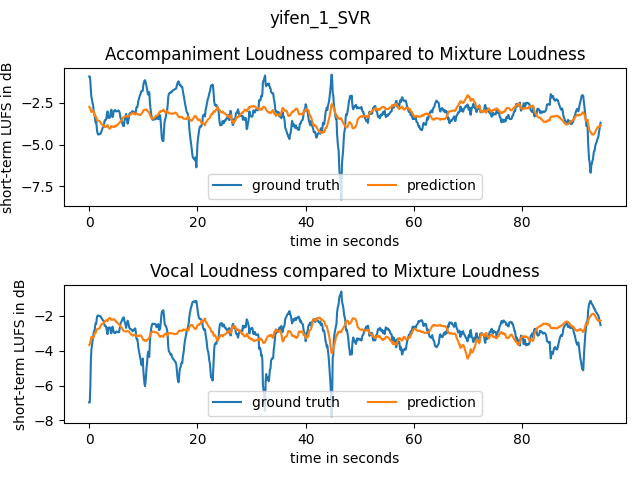 yifen_1_SVR
Accompaniment Loudness compared to Mixture Loudness
short-term LUFS in dB
−2.5
−5.0
−7.5
ground truth
prediction
0 20 40 60 80
time in seconds
Vocal Loudness compared to Mixture Loudness
short-term LUFS in dB
−2
−4
−6
−8
ground truth
prediction
0 20 40 60 80
time in seconds